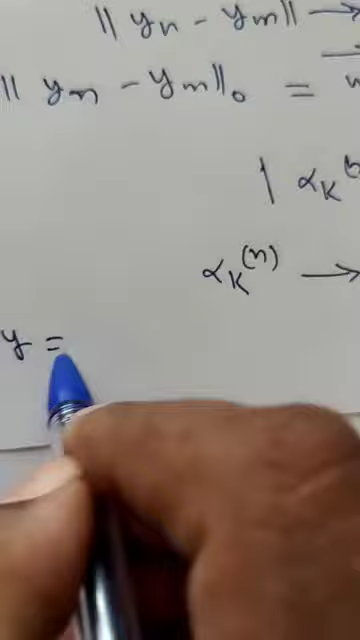 || yn - ym || →
|| yn - ym ||₀ =
| αₖ
αₖ⁽ⁿ⁾ →
y =